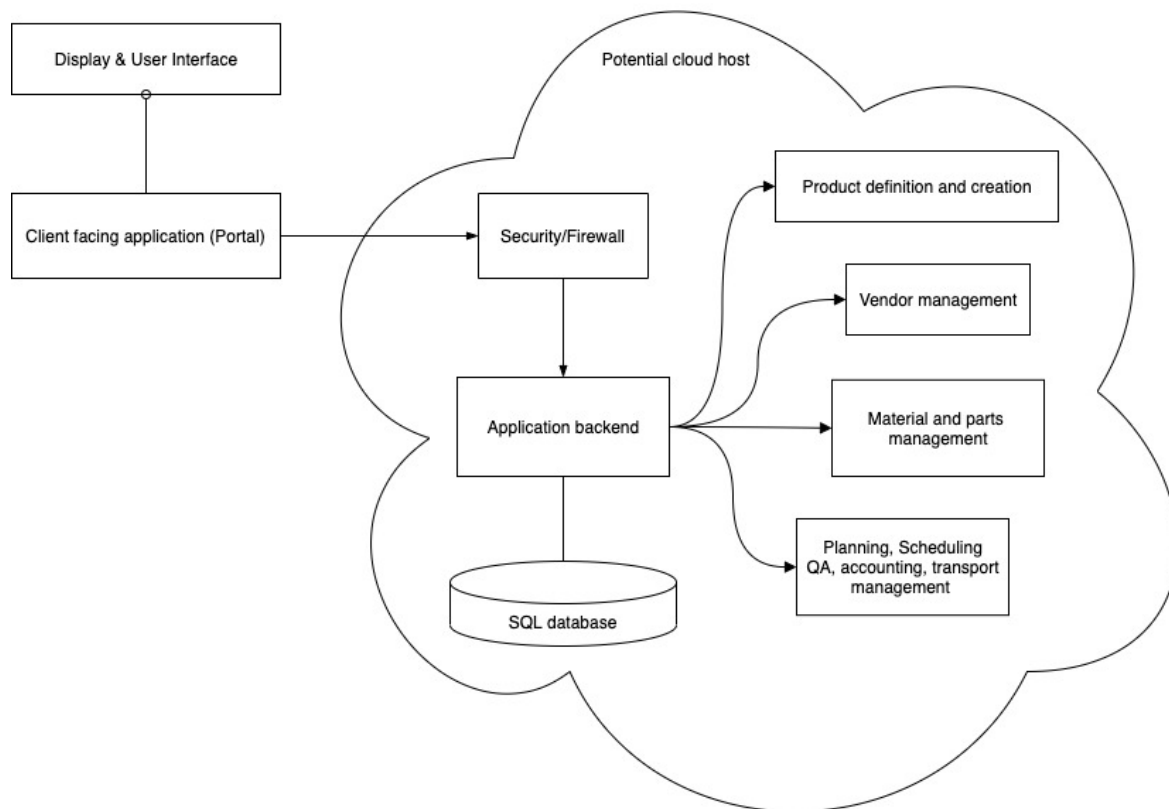 Display & User Interface
Potential cloud host
Product definition and creation
Client facing application (Portal)
Security/Firewall
Vendor management
Application backend
Material and parts
management
Planning, Scheduling
QA, accounting, transport
management
SQL database